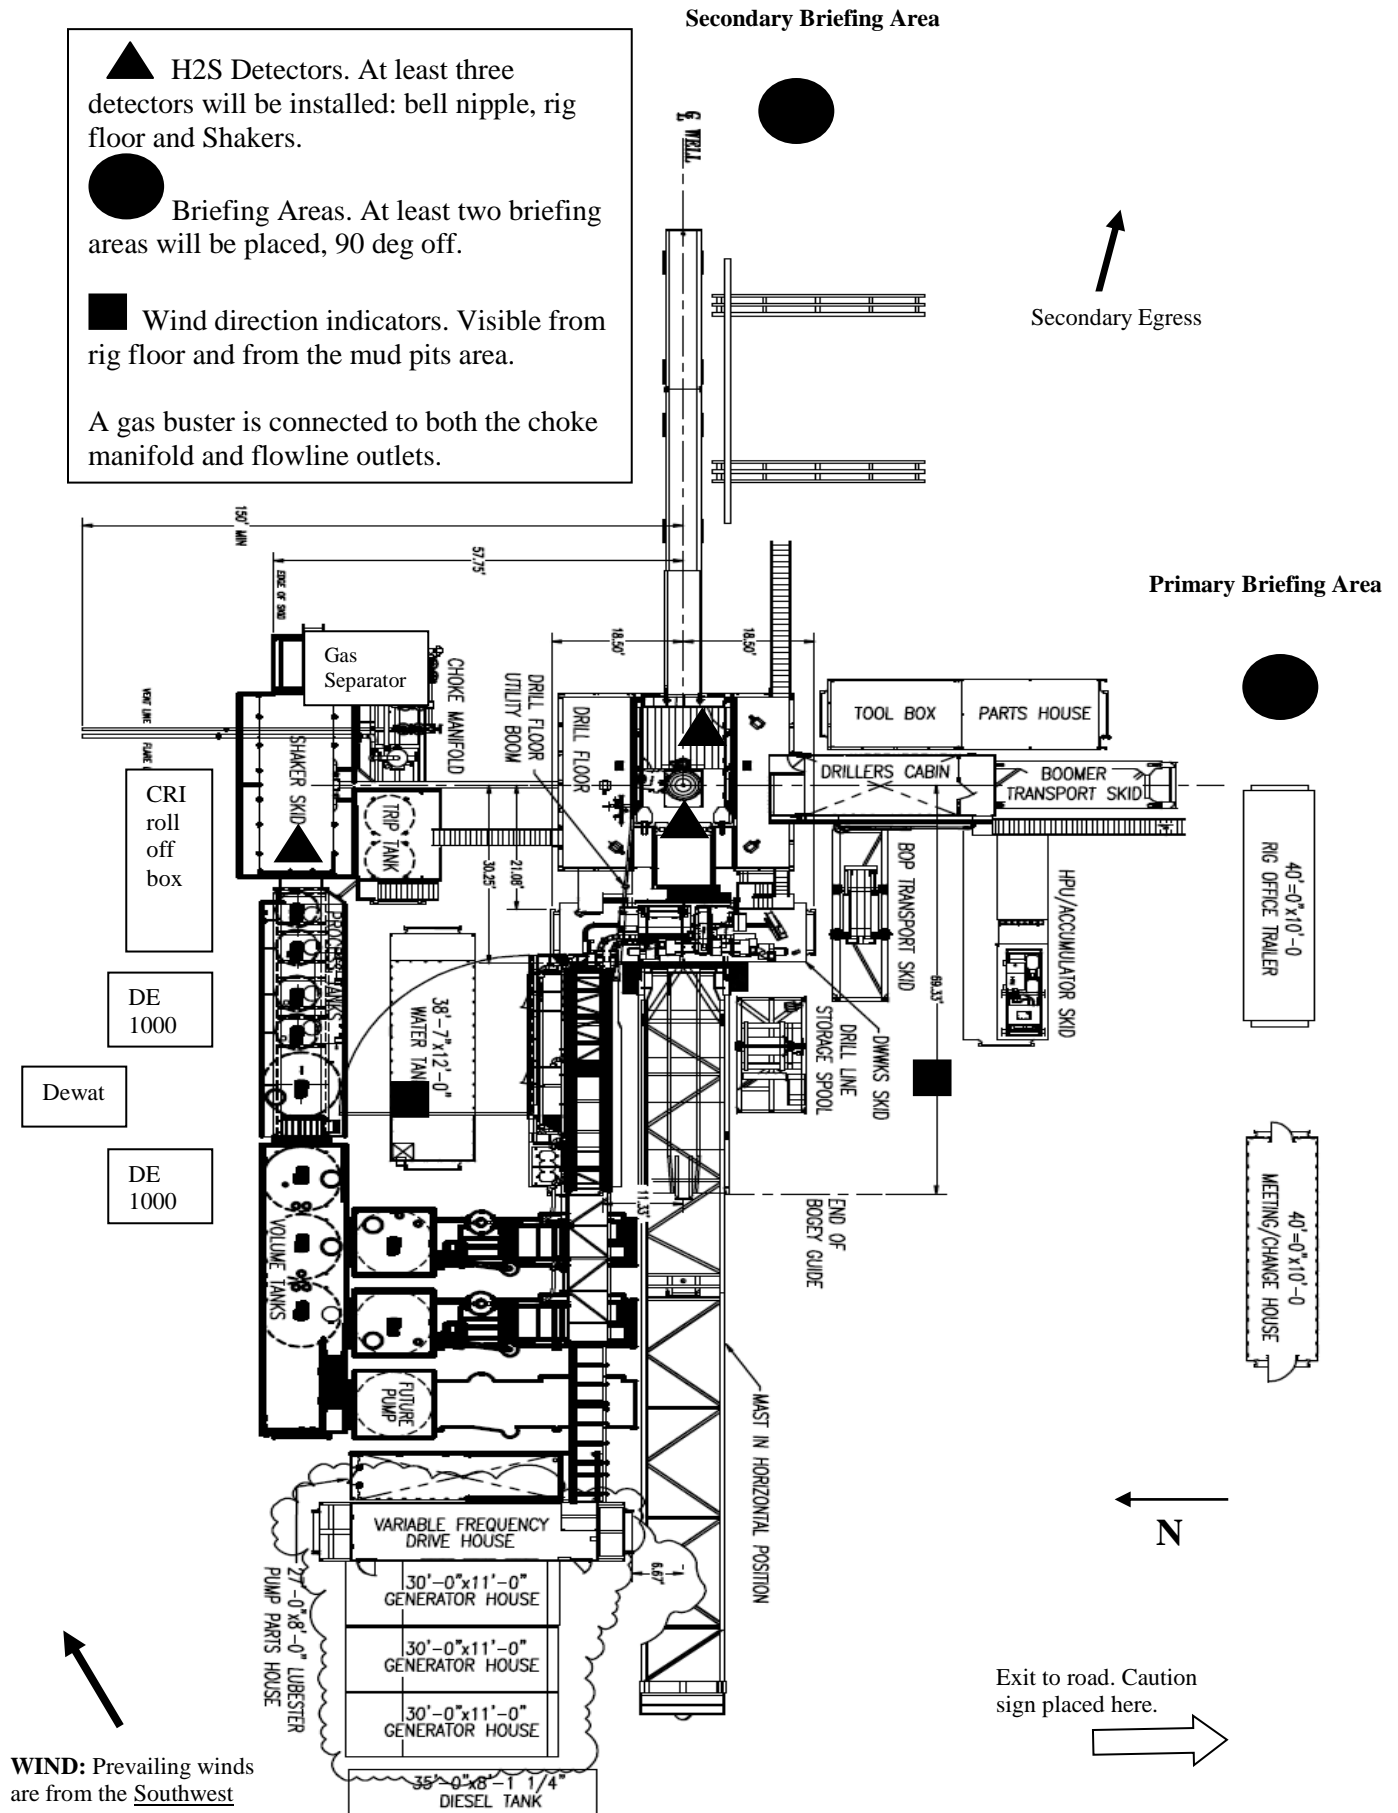 Secondary Briefing Area
H2S Detectors. At least three
detectors will be installed: bell nipple, rig
floor and Shakers.
Briefing Areas. At least two briefing
areas will be placed, 90 deg off.
Wind direction indicators. Visible from
rig floor and from the mud pits area.
A gas buster is connected to both the choke
manifold and flowline outlets.
℄ WELL
Secondary Egress
150' MIN
57.75'
EDGE OF SKID
Primary Briefing Area
18.50'
18.50'
Gas
Separator
CHOKE MANIFOLD
DRILL FLOOR
UTILITY BOOM
DRILL FLOOR
TOOL BOX
PARTS HOUSE
VENT LINE
FLARE
SHAKER SKID
DRILLERS CABIN
BOOMER
TRANSPORT SKID
CRI
roll
off
box
TRIP TANK
30.25'
21.08'
BOP TRANSPORT SKID
HPU/ACCUMULATOR SKID
40'=0"x10'-0
RIG OFFICE TRAILER
PROCESS TANKS
DE
1000
38'-7"x12'-0"
WATER TAN
69.33'
DWWKS SKID
DRILL LINE
STORAGE SPOOL
Dewat
DE
1000
VOLUME TANKS
11.33'
END OF
BOGEY GUIDE
40'=0"x10'-0
MEETING/CHANGE HOUSE
FUTURE
PUMP
MAST IN HORIZONTAL POSITION
N
VARIABLE FREQUENCY
DRIVE HOUSE
6.67'
27'-0"x8'-0" LUBESTER
PUMP PARTS HOUSE
30'-0"x11'-0"
GENERATOR HOUSE
30'-0"x11'-0"
GENERATOR HOUSE
30'-0"x11'-0"
GENERATOR HOUSE
Exit to road. Caution
sign placed here.
WIND: Prevailing winds
are from the Southwest
35'-0"x8'-1 1/4"
DIESEL TANK